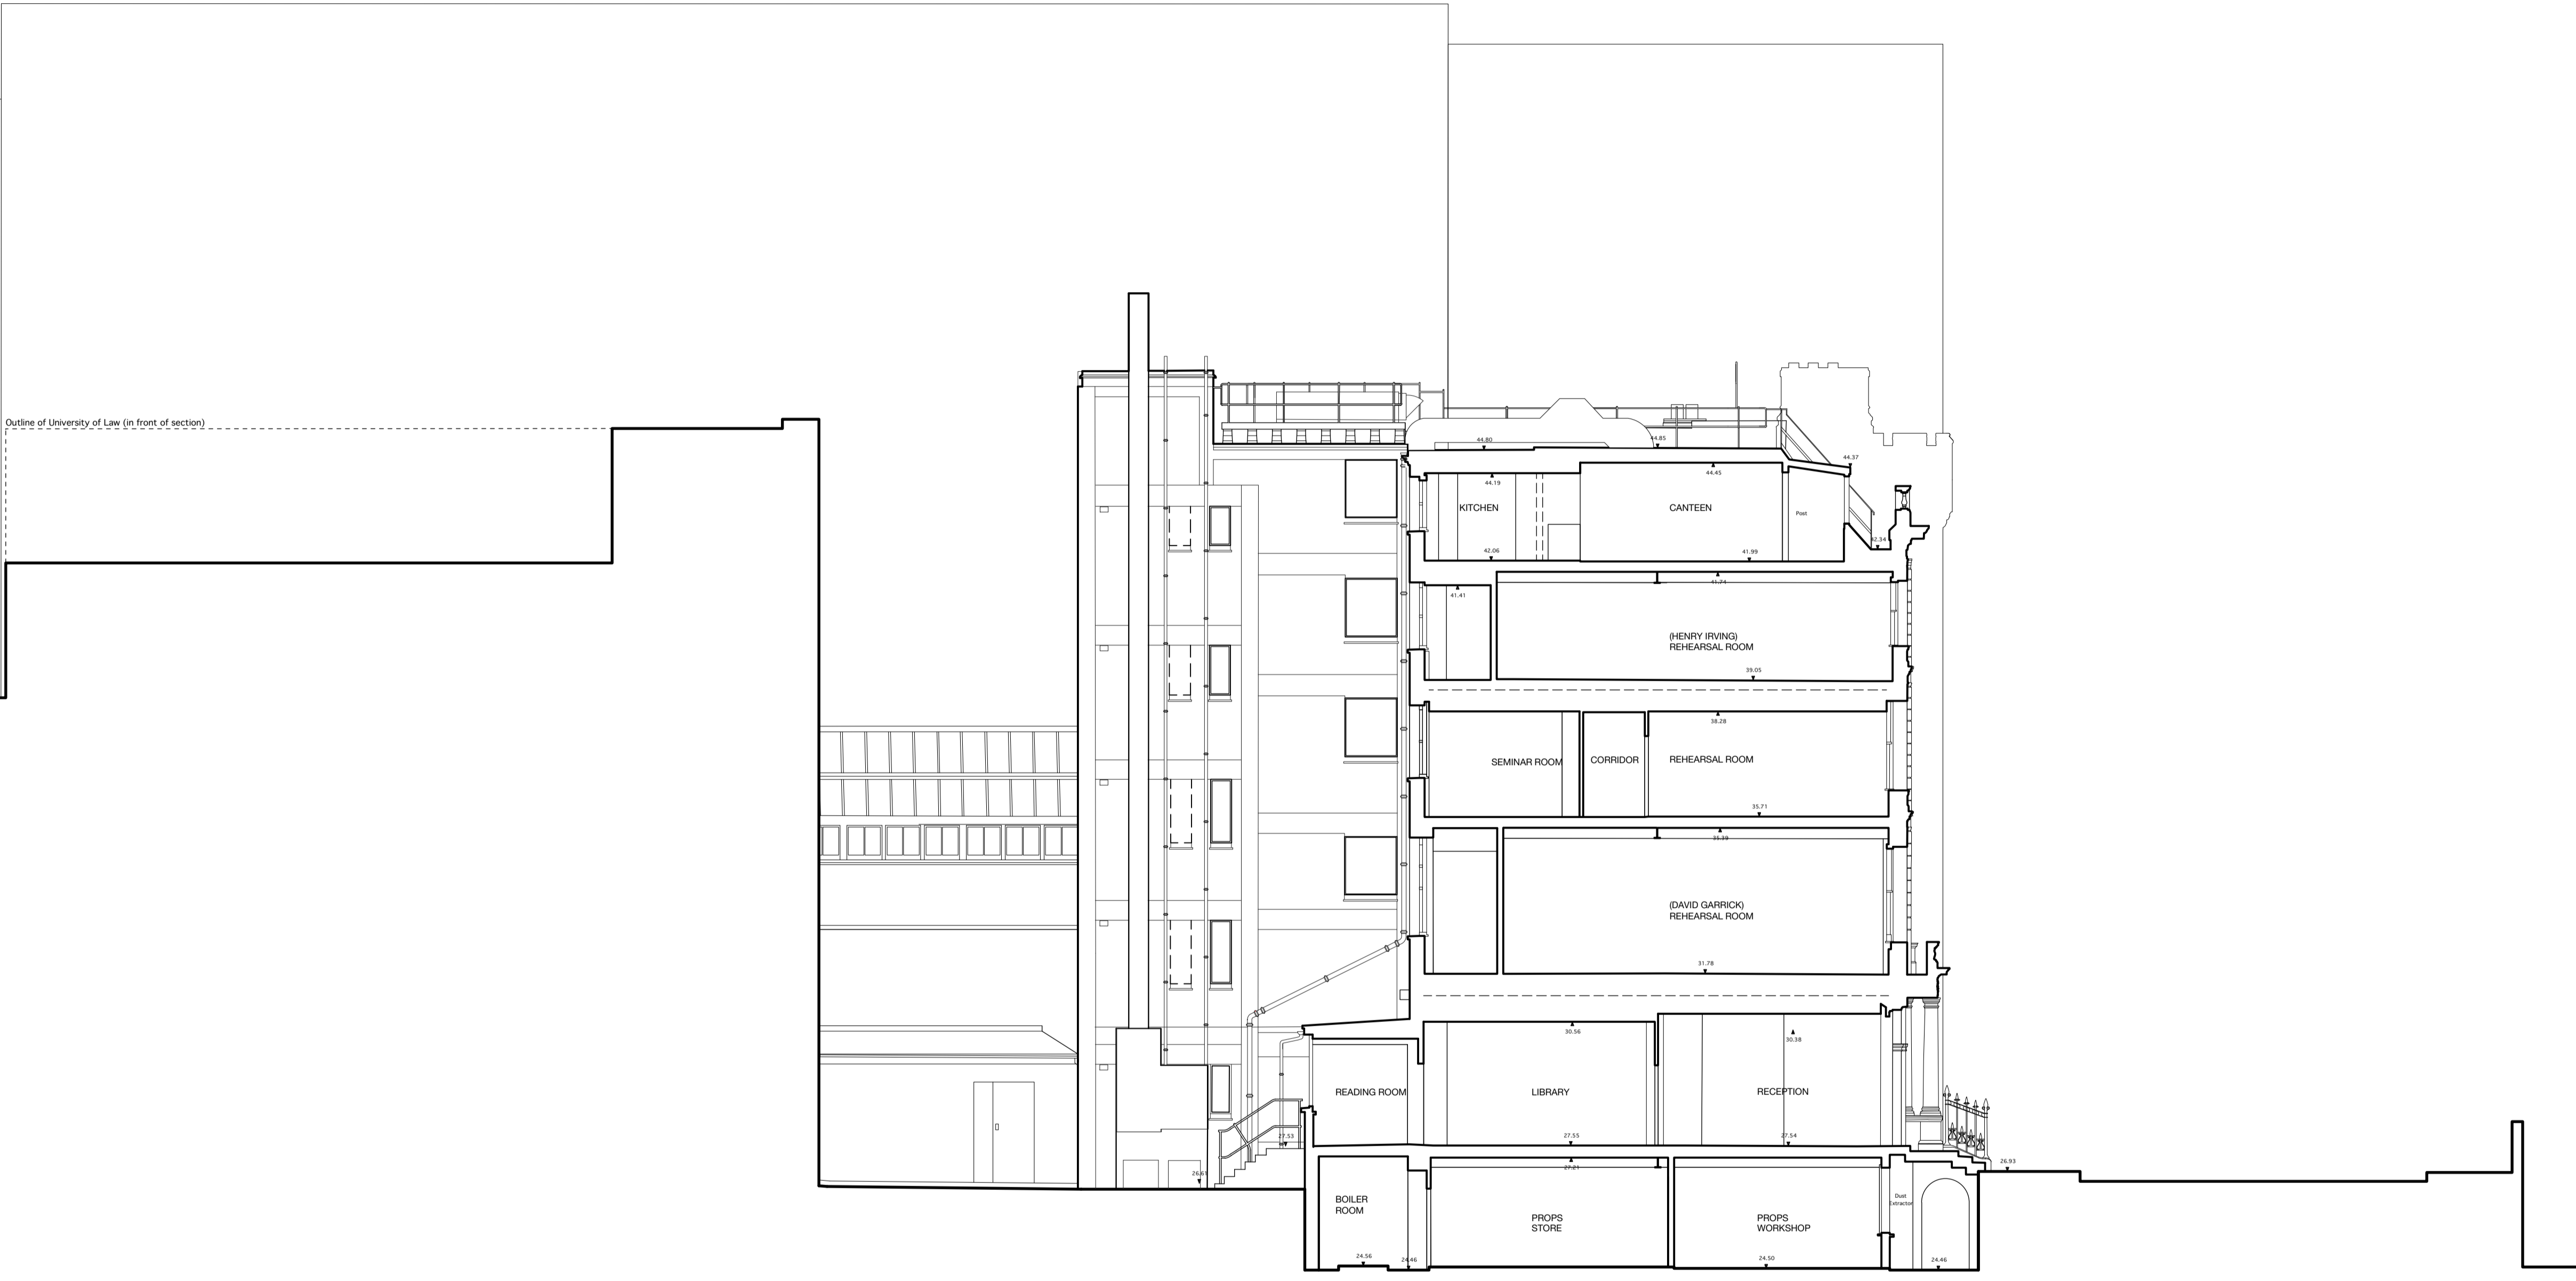 Outline of University of Law (in front of section)
44.80
44.85
44.37
44.45
44.19
KITCHEN
CANTEEN
Post
42.34
42.06
41.99
41.74
41.41
(HENRY IRVING)
REHEARSAL ROOM
39.05
38.28
SEMINAR ROOM
CORRIDOR
REHEARSAL ROOM
35.71
35.39
(DAVID GARRICK)
REHEARSAL ROOM
31.78
30.56
30.38
READING ROOM
LIBRARY
RECEPTION
27.53
27.55
27.54
26.93
27.21
26.61
BOILER
ROOM
Dust
Extractor
PROPS
STORE
PROPS
WORKSHOP
24.56
24.46
24.50
24.46